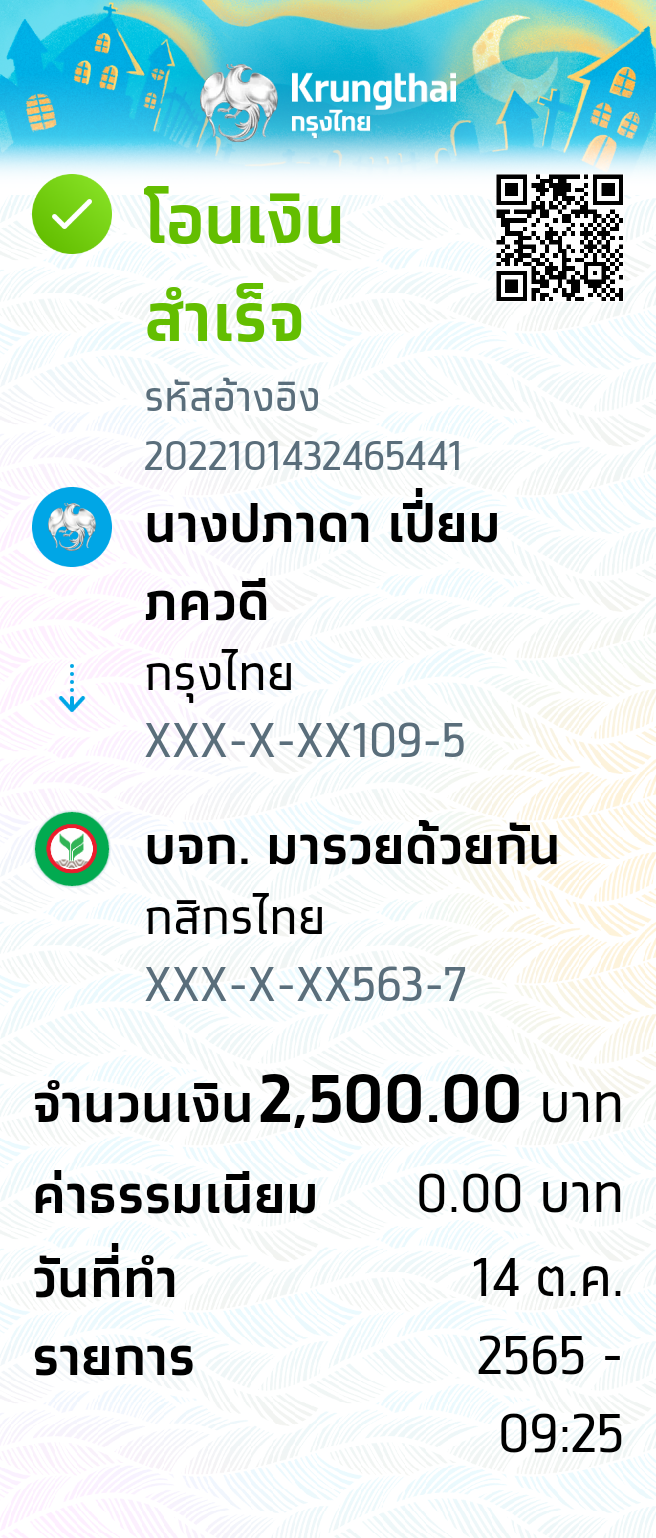 Krungthai
กรุงไทย
โอนเงิน
สำเร็จ
รหัสอ้างอิง
2022101432465441
นางปภาดา เปี่ยม
ภควดี
กรุงไทย
XXX-X-XX109-5
บจก. มารวยด้วยกัน
กสิกรไทย
XXX-X-XX563-7
จำนวนเงิน 2,500.00 บาท
ค่าธรรมเนียม 0.00 บาท
วันที่ทำ 14 ต.ค.
รายการ 2565 -
09:25